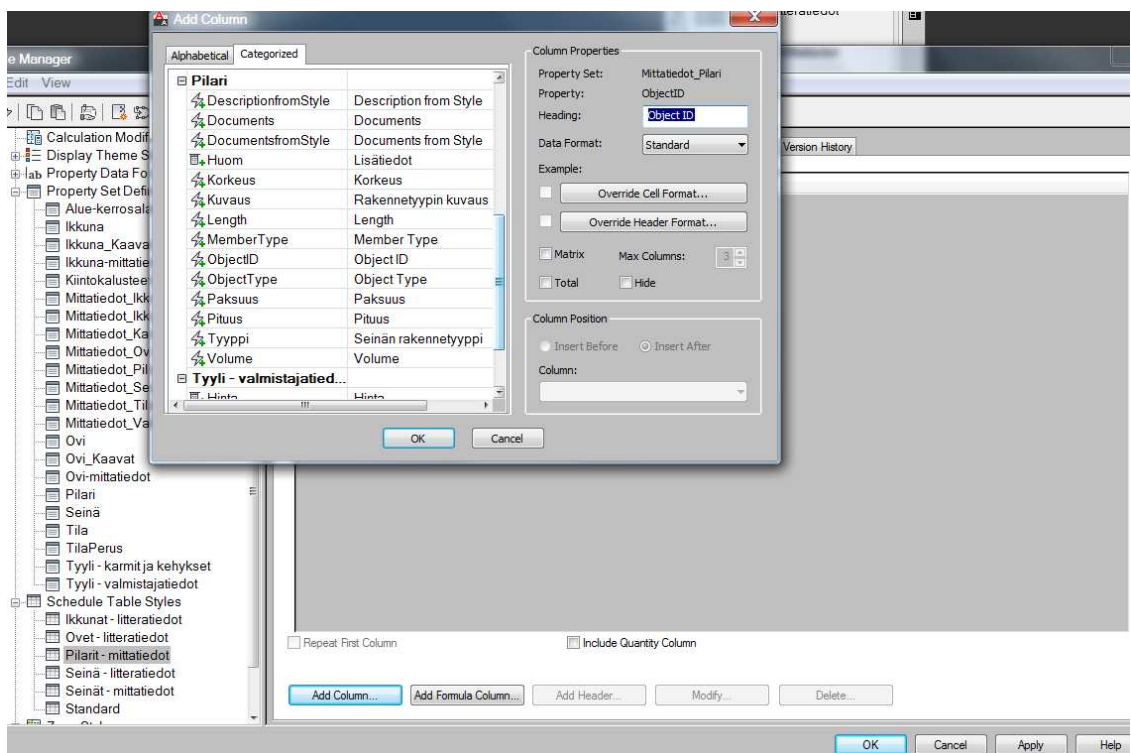 Add Column
e Manager
Edit View
Alphabetical
Categorized
Pilari
DescriptionfromStyle Description from Style
Documents Documents
DocumentsfromStyle Documents from Style
Huom Lisätiedot
Korkeus Korkeus
Kuvaus Rakennetyypin kuvaus
Length Length
MemberType Member Type
ObjectID Object ID
ObjectType Object Type
Paksuus Paksuus
Pituus Pituus
Tyyppi Seinän rakennetyyppi
Volume Volume
Tyyli - valmistajatied...
Hinta Hinta
OK
Cancel
Column Properties
Property Set: Mittatiedot_Pilari
Property: ObjectID
Heading: Object ID
Data Format: Standard
Example:
Override Cell Format...
Override Header Format...
Matrix Max Columns: 3
Total Hide
Column Position
Insert Before Insert After
Column:
Version History
Calculation Modif
Display Theme S
Property Data Fo
Property Set Defi
Alue-kerrosala
Ikkuna
Ikkuna_Kaava
Ikkuna-mittatie
Kiintokalustee
Mittatiedot_Ikk
Mittatiedot_Ikk
Mittatiedot_Ka
Mittatiedot_Ov
Mittatiedot_Pil
Mittatiedot_Se
Mittatiedot_Til
Mittatiedot_Va
Ovi
Ovi_Kaavat
Ovi-mittatiedot
Pilari
Seinä
Tila
TilaPerus
Tyyli - karmit ja kehykset
Tyyli - valmistajatiedot
Schedule Table Styles
Ikkunat - litteratiedot
Ovet - litteratiedot
Pilarit - mittatiedot
Seinä - litteratiedot
Seinät - mittatiedot
Standard
Repeat First Column
Include Quantity Column
Add Column...
Add Formula Column...
Add Header...
Modify...
Delete...
OK
Cancel
Apply
Help